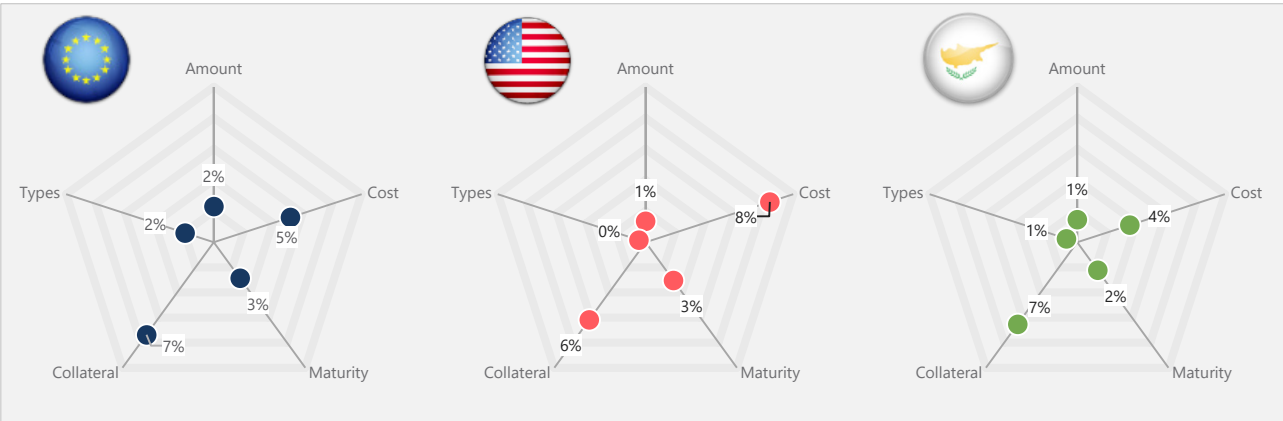 Amount
Types
Cost
Collateral
Maturity
2%
5%
3%
7%
2%
Amount
Types
Cost
Collateral
Maturity
1%
8%
3%
6%
0%
Amount
Types
Cost
Collateral
Maturity
1%
4%
2%
7%
1%